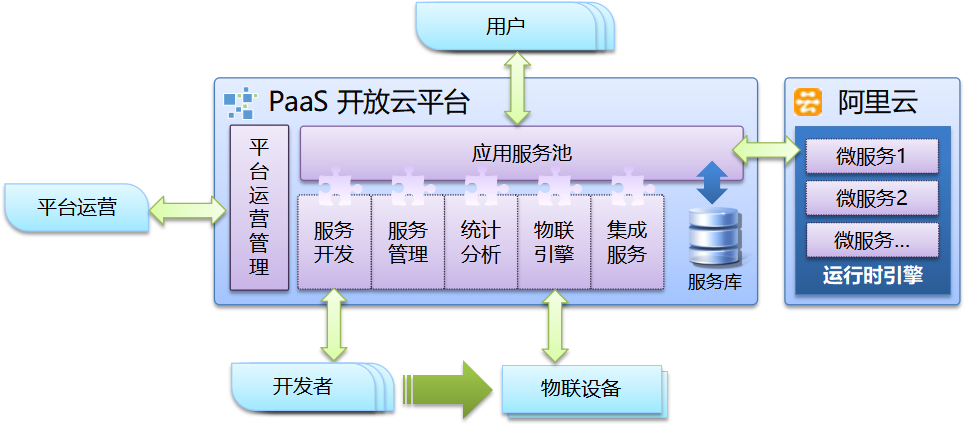 用户
PaaS 开放云平台
阿里云
平台运营管理
应用服务池
微服务1
微服务2
微服务...
运行时引擎
平台运营
服务
开发
服务
管理
统计
分析
物联
引擎
集成
服务
服务库
开发者
物联设备